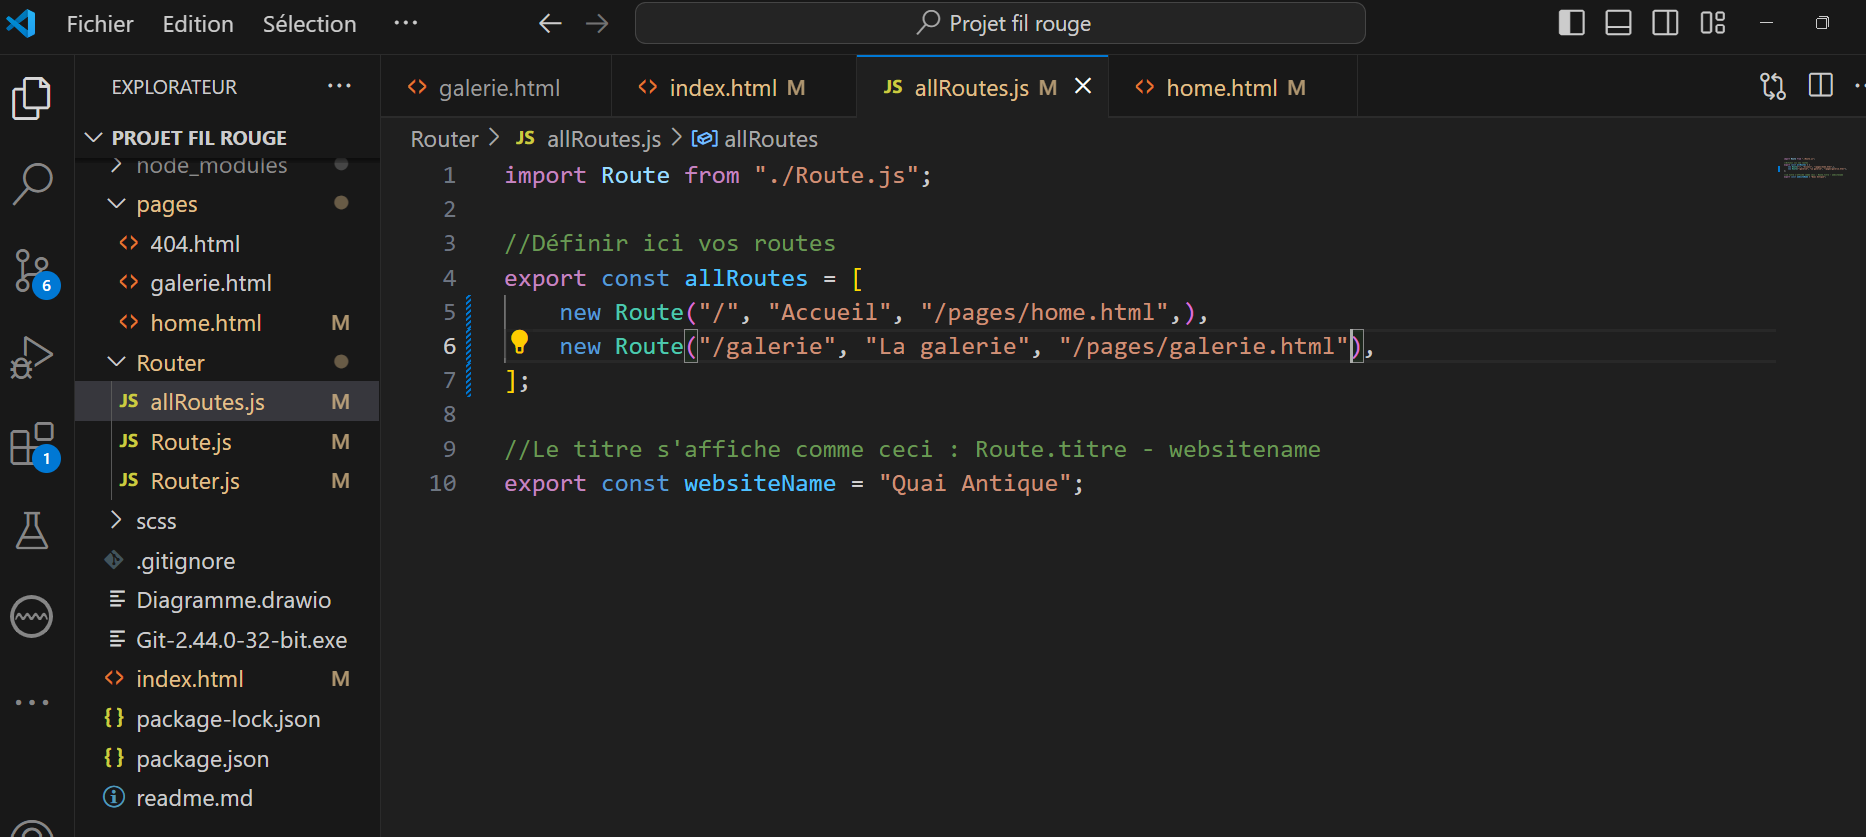 Fichier Edition Sélection ··· Projet fil rouge
EXPLORATEUR ···
galerie.html index.html M JS allRoutes.js M home.html M
PROJET FIL ROUGE
Router > JS allRoutes.js > allRoutes
node_modules
pages
404.html
galerie.html
home.html M
Router
JS allRoutes.js M
JS Route.js M
JS Router.js M
scss
.gitignore
Diagramme.drawio
Git-2.44.0-32-bit.exe
index.html M
{} package-lock.json
{} package.json
readme.md
6
1
1 import Route from "./Route.js";
2
3 //Définir ici vos routes
4 export const allRoutes = [
5 new Route("/", "Accueil", "/pages/home.html",),
6 new Route("/galerie", "La galerie", "/pages/galerie.html"),
7 ];
8
9 //Le titre s'affiche comme ceci : Route.titre - websitename
10 export const websiteName = "Quai Antique";